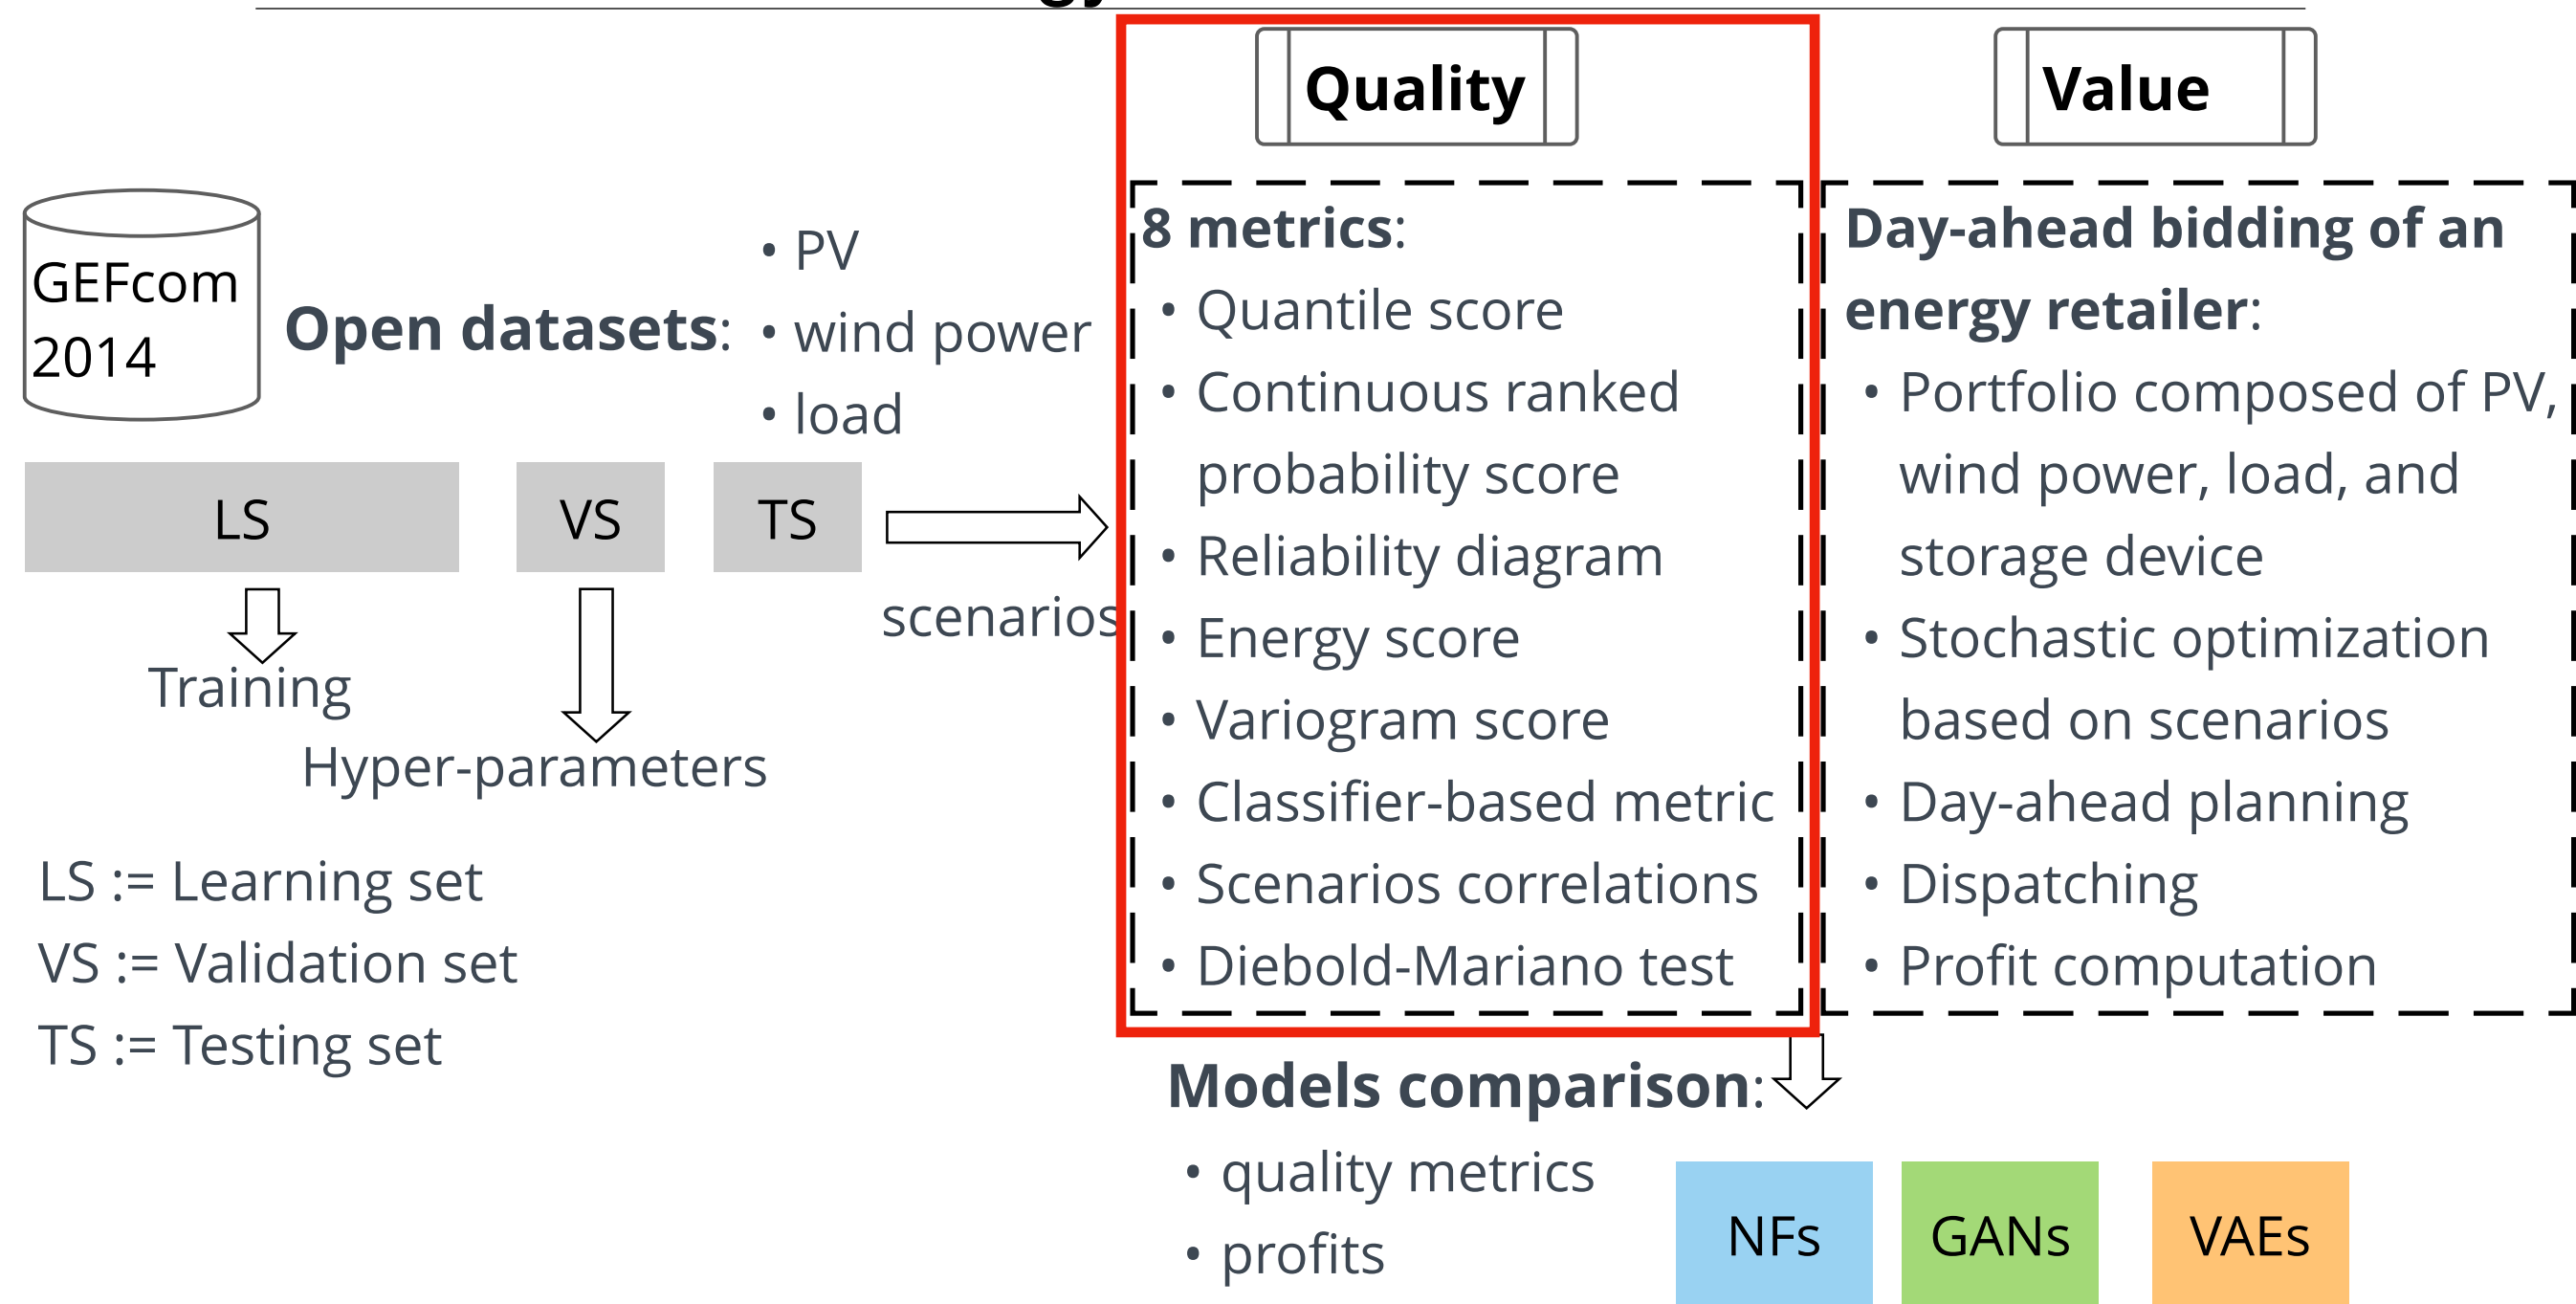 Quality
Value
GEFcom
2014
Open datasets:
• PV
• wind power
• load
LS
VS
TS
scenarios
Training
Hyper-parameters
LS := Learning set
VS := Validation set
TS := Testing set
8 metrics:
• Quantile score
• Continuous ranked
probability score
• Reliability diagram
• Energy score
• Variogram score
• Classifier-based metric
• Scenarios correlations
• Diebold-Mariano test
Day-ahead bidding of an
energy retailer:
• Portfolio composed of PV,
wind power, load, and
storage device
• Stochastic optimization
based on scenarios
• Day-ahead planning
• Dispatching
• Profit computation
Models comparison:
• quality metrics
• profits
NFs
GANs
VAEs